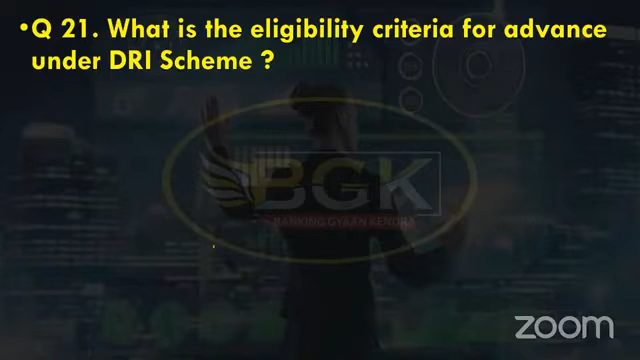 •Q 21. What is the eligibility criteria for advance
under DRI Scheme ?
BGK
BANKING GYAAN KENDRA
zoom